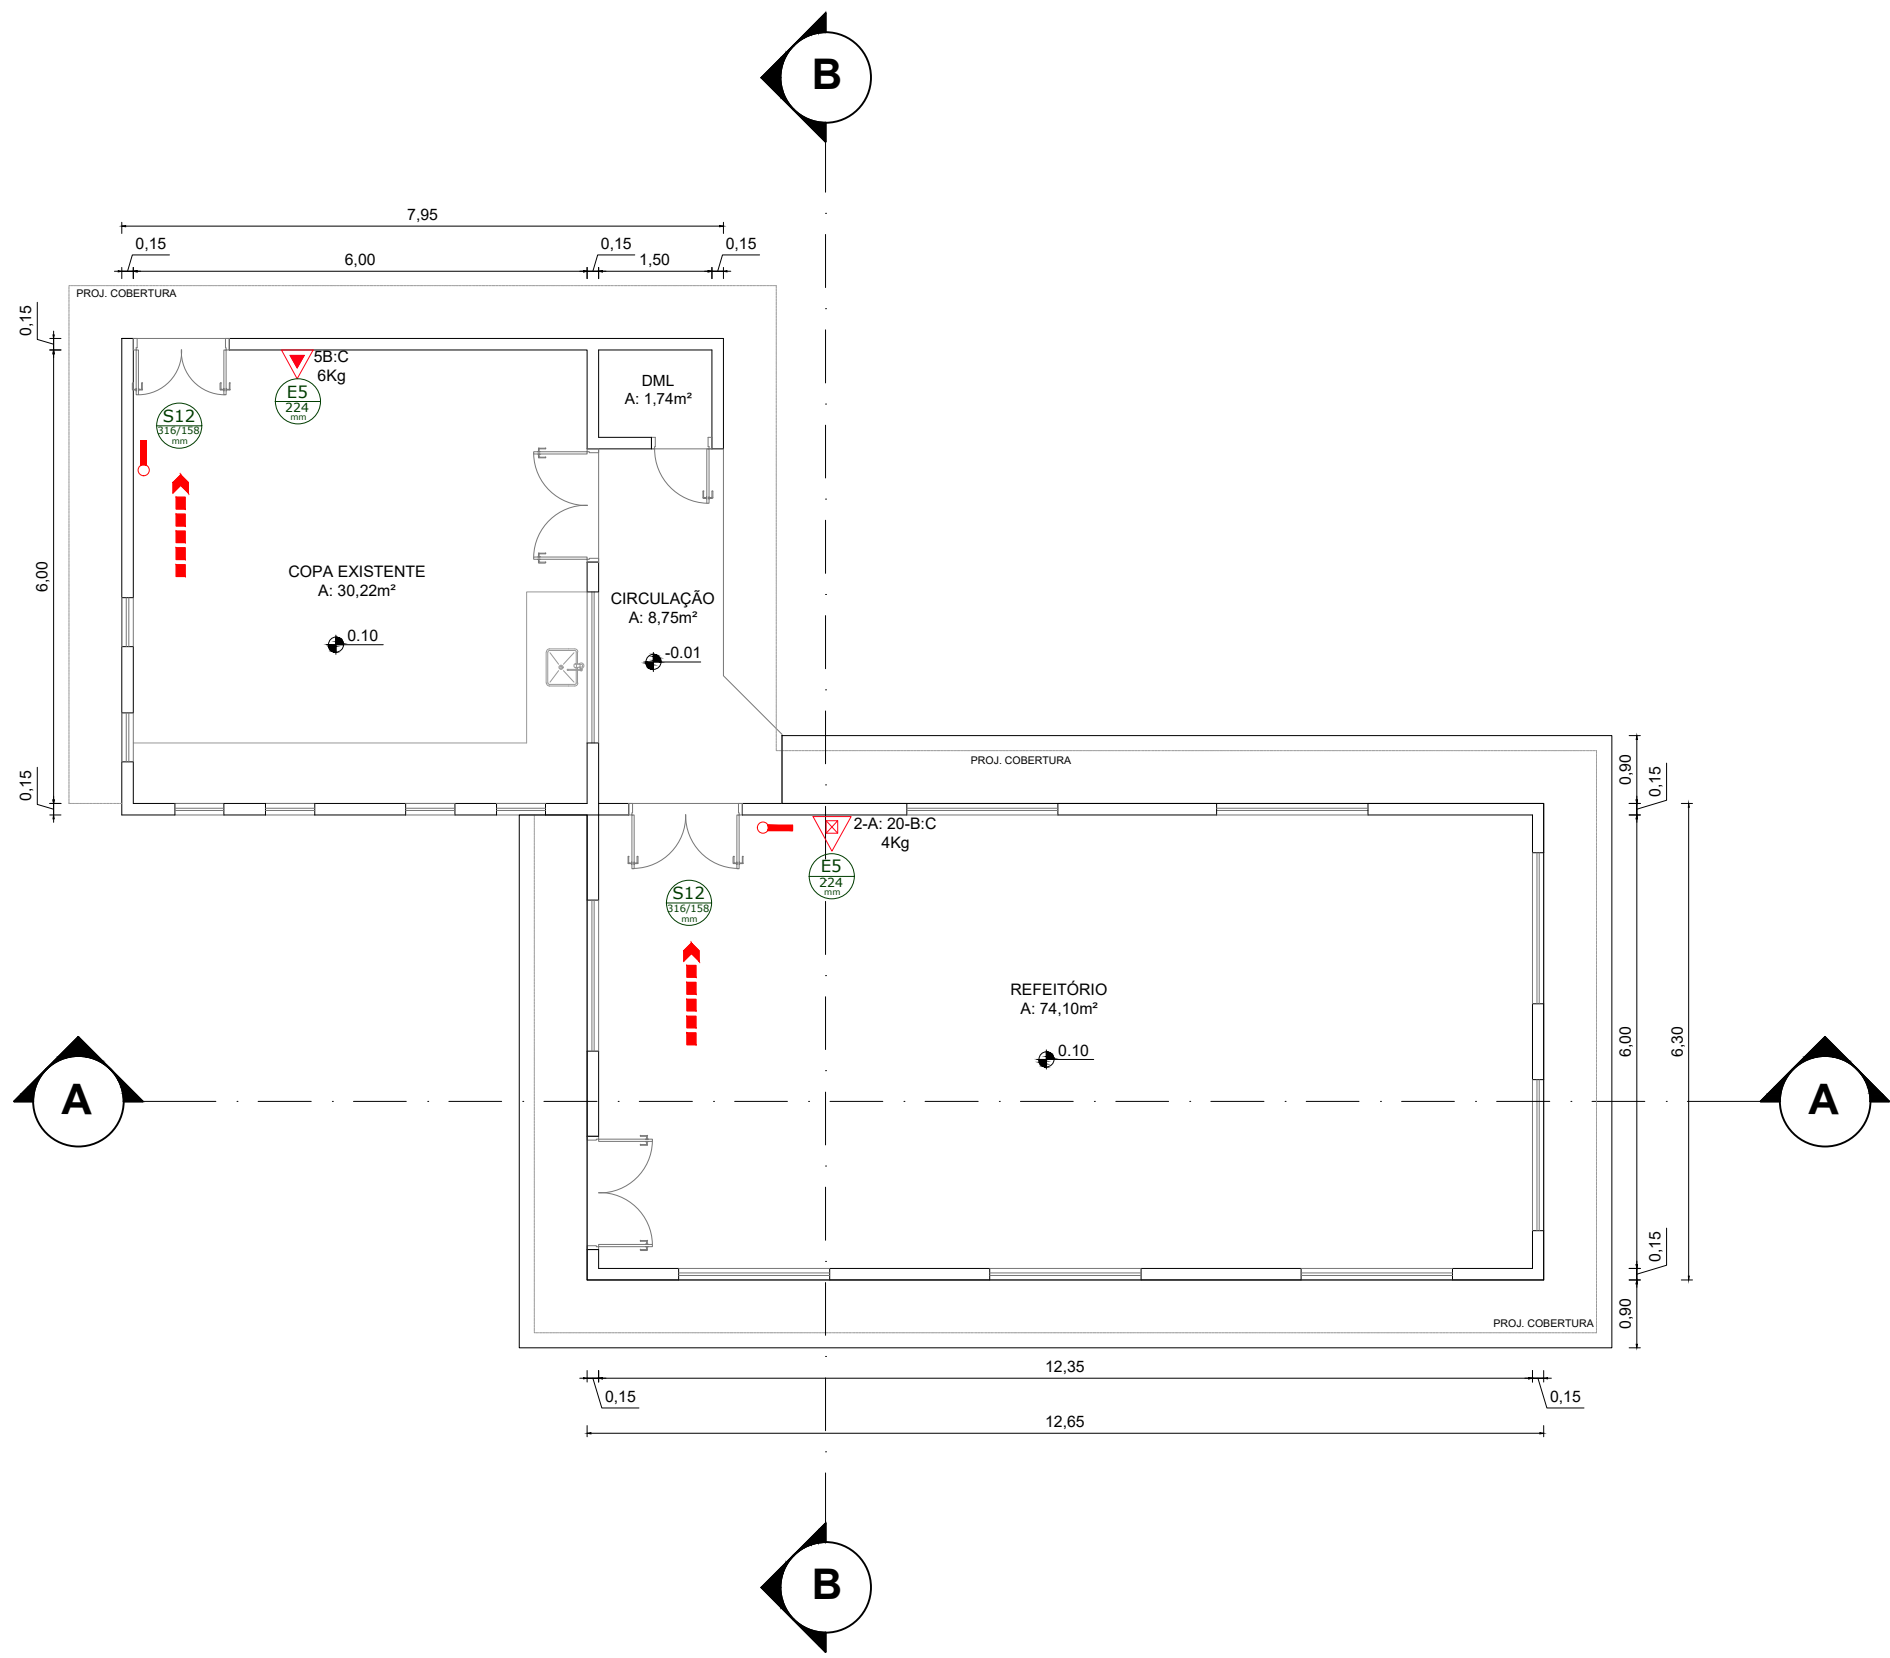 B
7,95
0,15
0,15
0,15
6,00
1,50
PROJ. COBERTURA
0,15
5B:C
6Kg
E5
224
mm
DML
A: 1,74m²
S12
316/158
mm
COPA EXISTENTE
A: 30,22m²
6,00
CIRCULAÇÃO
A: 8,75m²
0.10
-0.01
0,15
PROJ. COBERTURA
0,90
0,15
2-A: 20-B:C
4Kg
E5
224
mm
S12
316/158
mm
REFEITÓRIO
A: 74,10m²
0.10
6,00
6,30
A
A
0,15
0,90
PROJ. COBERTURA
12,35
0,15
0,15
12,65
B